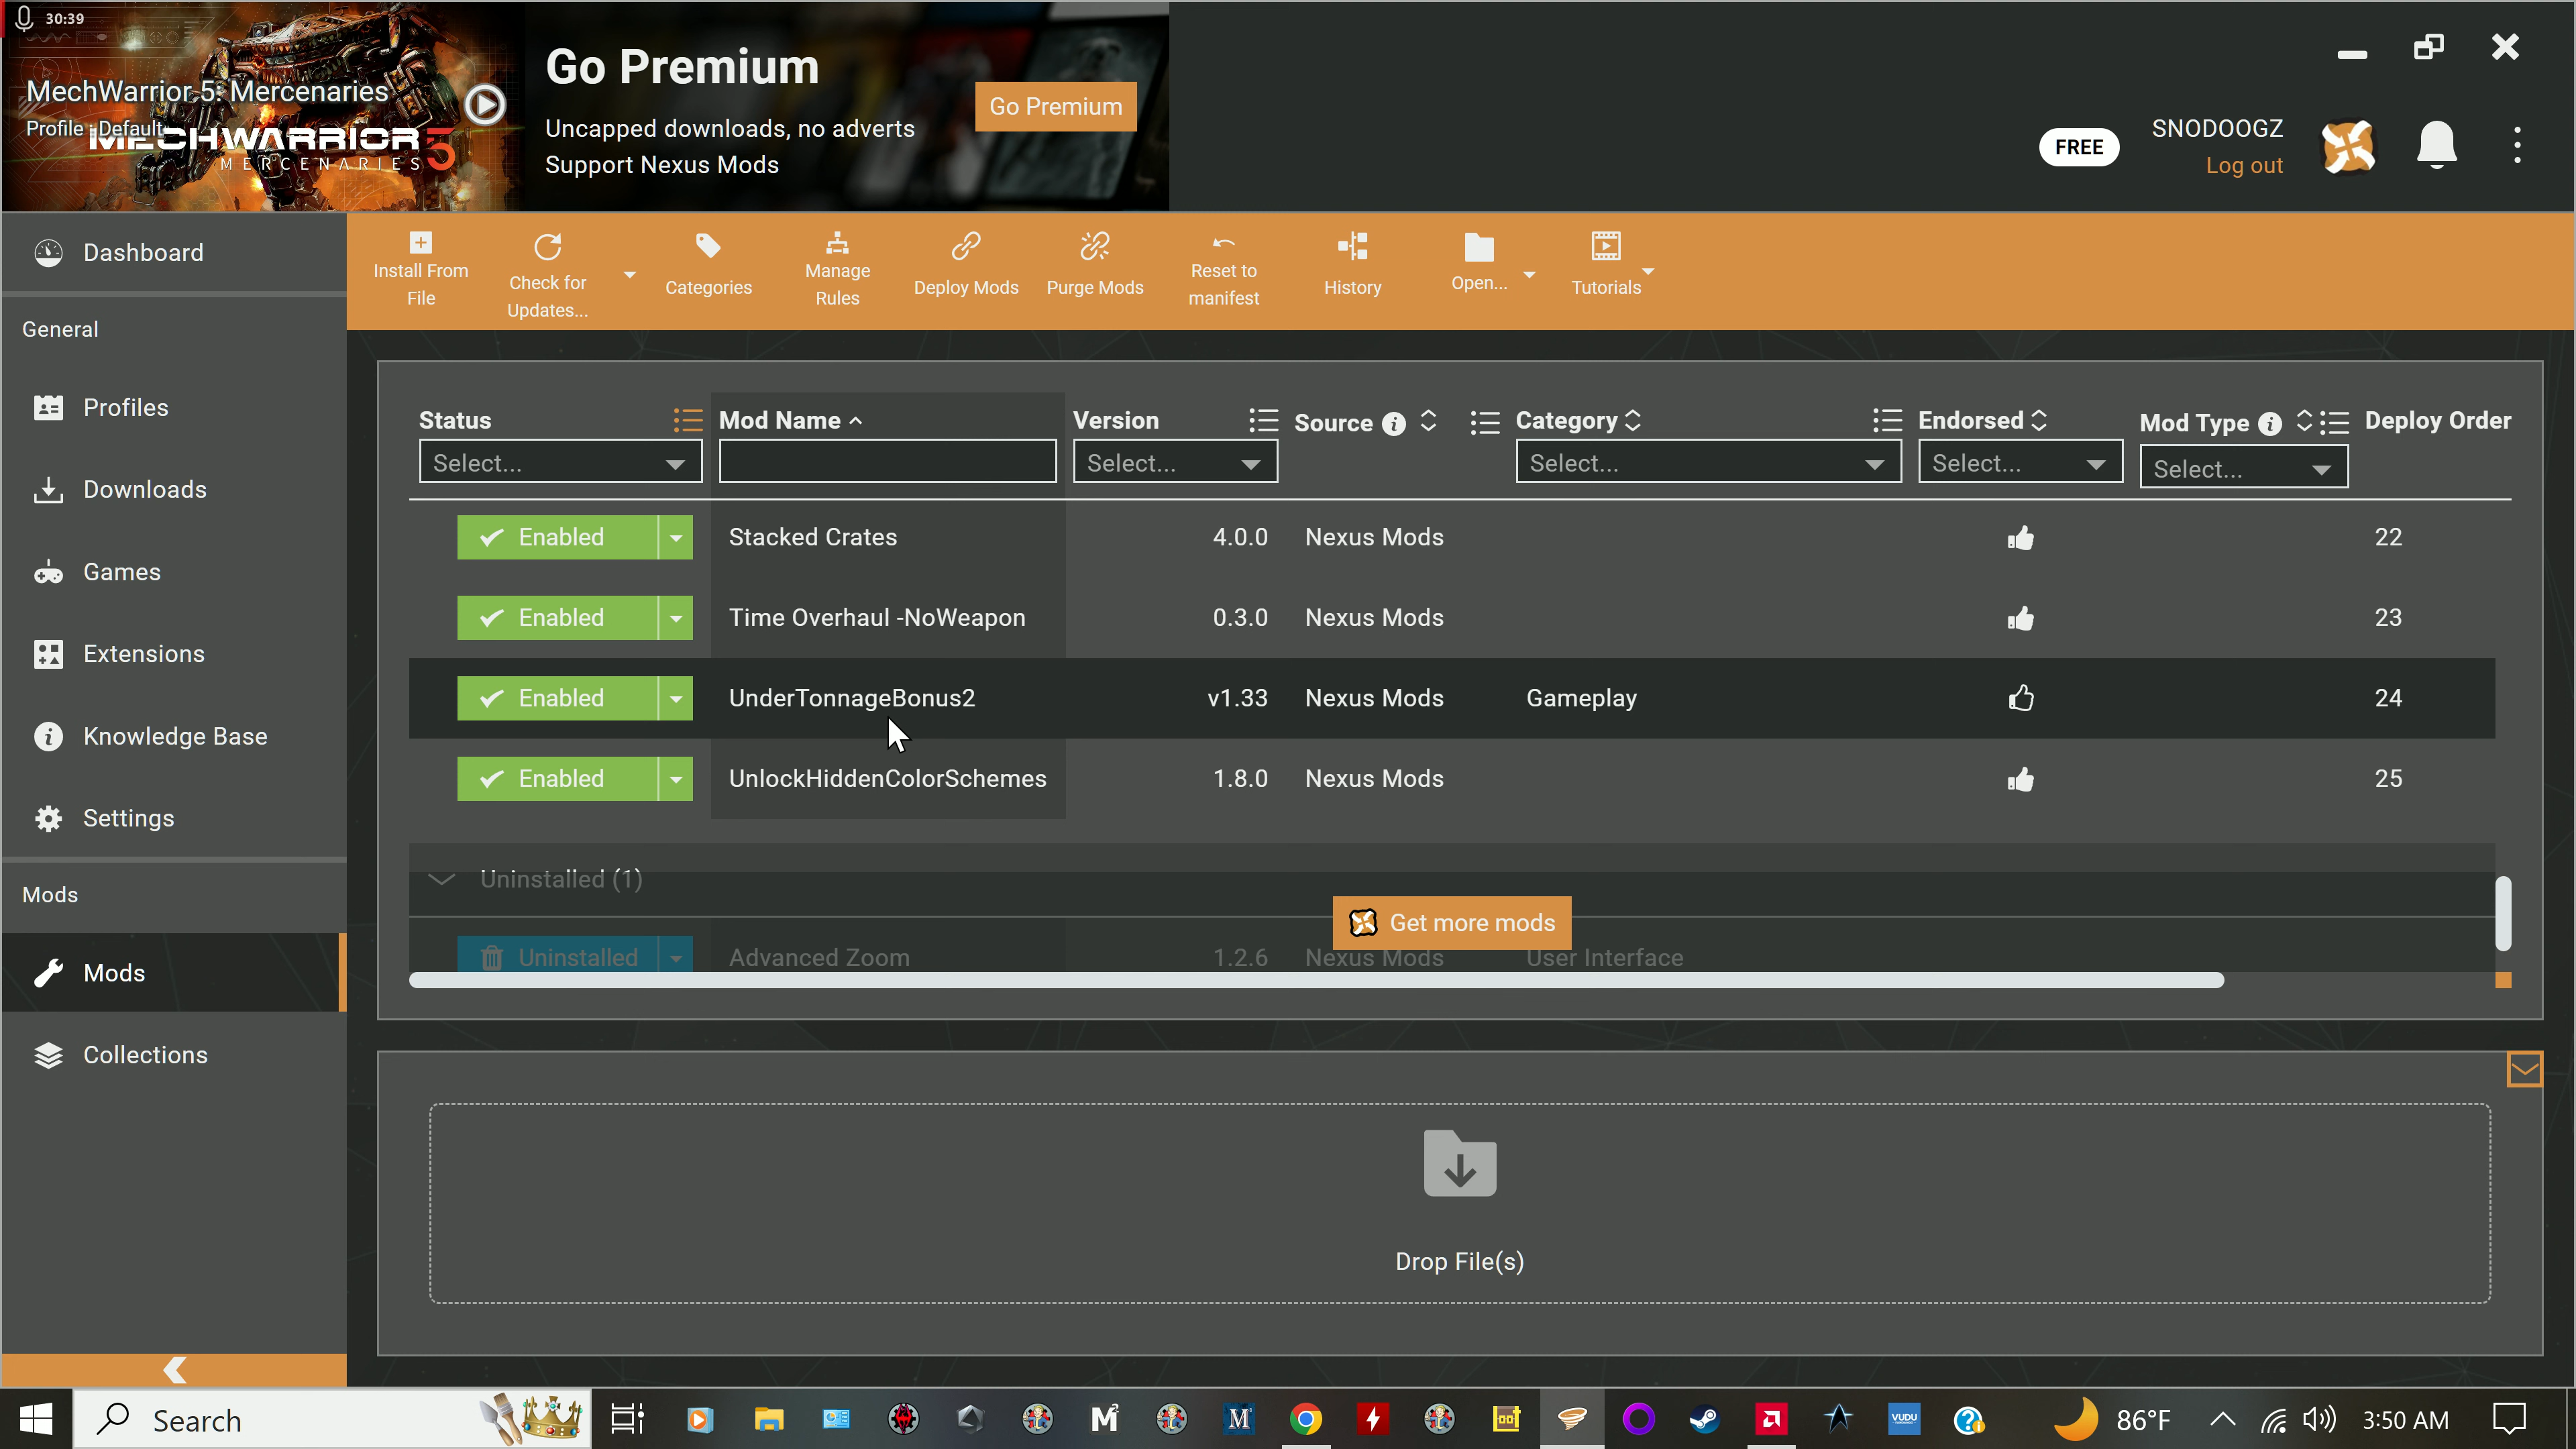 30:39
MechWarrior 5: Mercenaries
Profile : Default
MECHWARRIOR 5
MERCENARIES
Go Premium
Uncapped downloads, no adverts
Support Nexus Mods
Go Premium
FREE
SNODOOGZ
Log out
Dashboard
General
Profiles
Downloads
Games
Extensions
Knowledge Base
Settings
Mods
Mods
Collections
Install From File
Check for Updates...
Categories
Manage Rules
Deploy Mods
Purge Mods
Reset to manifest
History
Open...
Tutorials
Status Mod Name Version Source Category Endorsed Mod Type Deploy Order
Select... Select... Select... Select... Select...
Enabled Stacked Crates 4.0.0 Nexus Mods 22
Enabled Time Overhaul -NoWeapon 0.3.0 Nexus Mods 23
Enabled UnderTonnageBonus2 v1.33 Nexus Mods Gameplay 24
Enabled UnlockHiddenColorSchemes 1.8.0 Nexus Mods 25
Uninstalled (1)
Get more mods
Uninstalled Advanced Zoom 1.2.6 Nexus Mods User Interface
Drop File(s)
Search
VUDU
86°F
3:50 AM